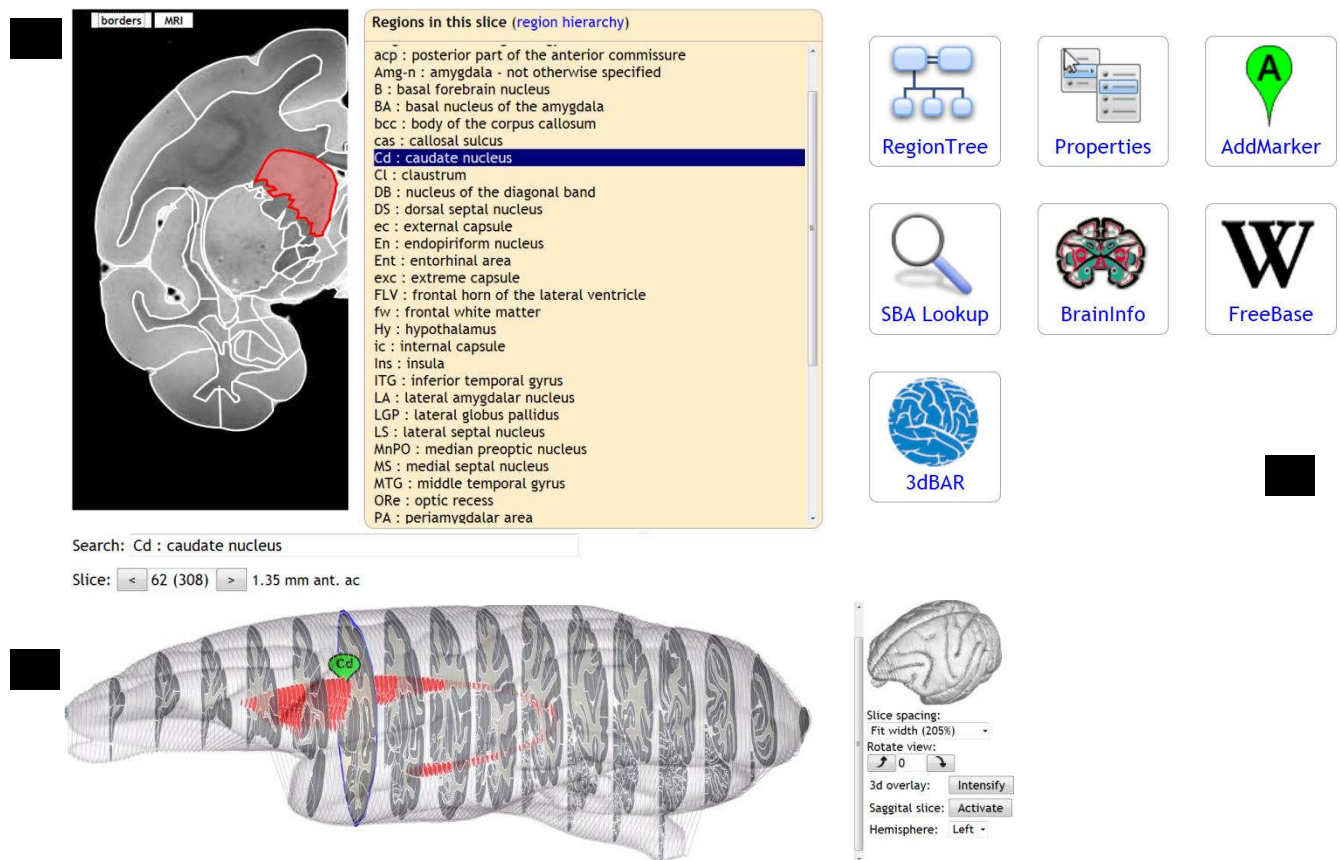 borders MRI
Regions in this slice (region hierarchy)
acp : posterior part of the anterior commissure
Amg-n : amygdala - not otherwise specified
B : basal forebrain nucleus
BA : basal nucleus of the amygdala
bcc : body of the corpus callosum
cas : callosal sulcus
Cd : caudate nucleus
Cl : claustrum
DB : nucleus of the diagonal band
DS : dorsal septal nucleus
ec : external capsule
En : endopiriform nucleus
Ent : entorhinal area
exc : extreme capsule
FLV : frontal horn of the lateral ventricle
fw : frontal white matter
Hy : hypothalamus
ic : internal capsule
Ins : insula
ITG : inferior temporal gyrus
LA : lateral amygdalar nucleus
LGP : lateral globus pallidus
LS : lateral septal nucleus
MnPO : median preoptic nucleus
MS : medial septal nucleus
MTG : middle temporal gyrus
ORe : optic recess
PA : periamygdalar area
A
RegionTree Properties AddMarker
W
SBA Lookup BrainInfo FreeBase
3dBAR
Search: Cd : caudate nucleus
Slice: < 62 (308) > 1.35 mm ant. ac
Cd
Slice spacing:
Fit width (205%)
Rotate view:
0
3d overlay: Intensify
Saggital slice: Activate
Hemisphere: Left